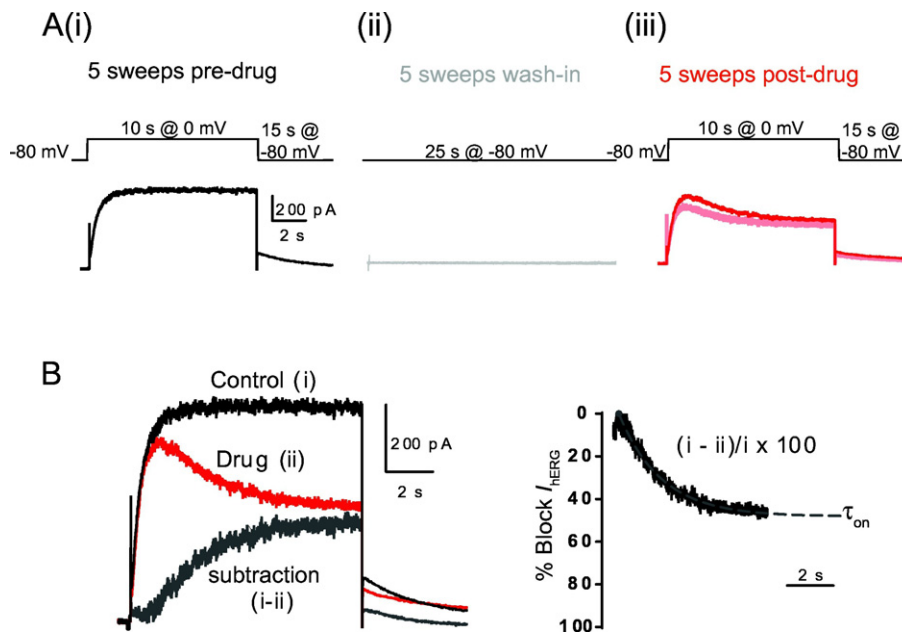 A(i)
(ii)
(iii)
5 sweeps pre-drug
5 sweeps wash-in
5 sweeps post-drug
10 s @ 0 mV
15 s @
-80 mV
-80 mV
25 s @ -80 mV
10 s @ 0 mV
15 s @
-80 mV
-80 mV
200 pA
2 s
B
Control (i)
Drug (ii)
subtraction
(i-ii)
200 pA
2 s
% Block IhERG
0
20
40
60
80
100
(i - ii)/i x 100
τon
2 s